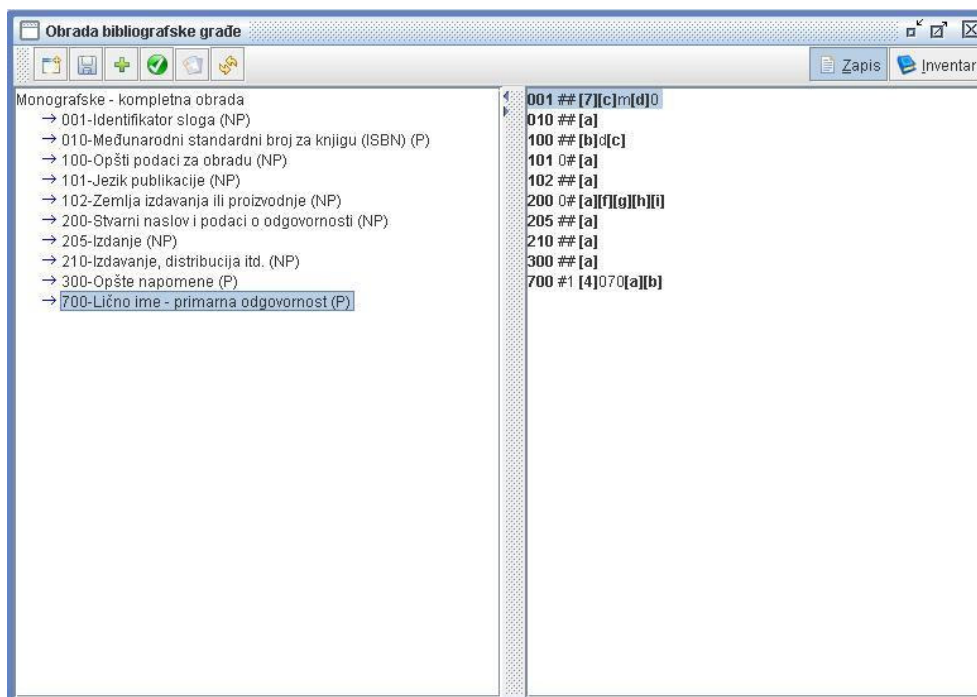 Obrada bibliografske građe
Zapis
Inventar
Monografske - kompletna obrada
001-Identifikator sloga (NP)
010-Međunarodni standardni broj za knjigu (ISBN) (P)
100-Opšti podaci za obradu (NP)
101-Jezik publikacije (NP)
102-Zemlja izdavanja ili proizvodnje (NP)
200-Stvarni naslov i podaci o odgovornosti (NP)
205-Izdanje (NP)
210-Izdavanje, distribucija itd. (NP)
300-Opšte napomene (P)
700-Lično ime - primarna odgovornost (P)
001 ## [7][c]m[d]0
010 ## [a]
100 ## [b]d[c]
101 0# [a]
102 ## [a]
200 0# [a][f][g][h][i]
205 ## [a]
210 ## [a]
300 ## [a]
700 #1 [4]070[a][b]